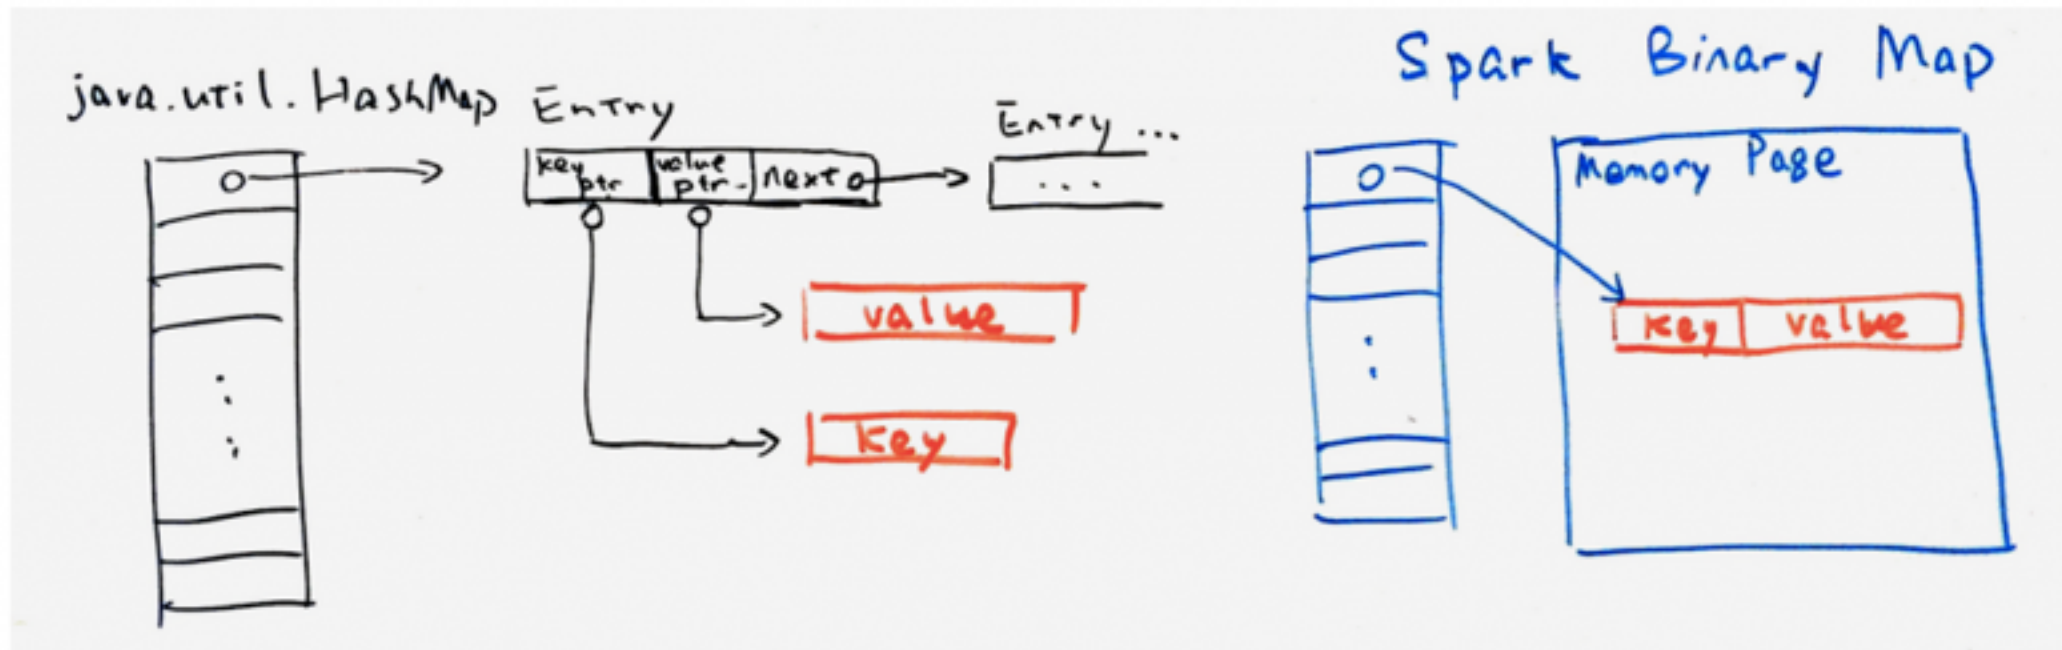 java.util.HashMap
Entry
key ptr
value ptr
next
Entry ...
...
value
key
Spark Binary Map
Memory Page
key
value